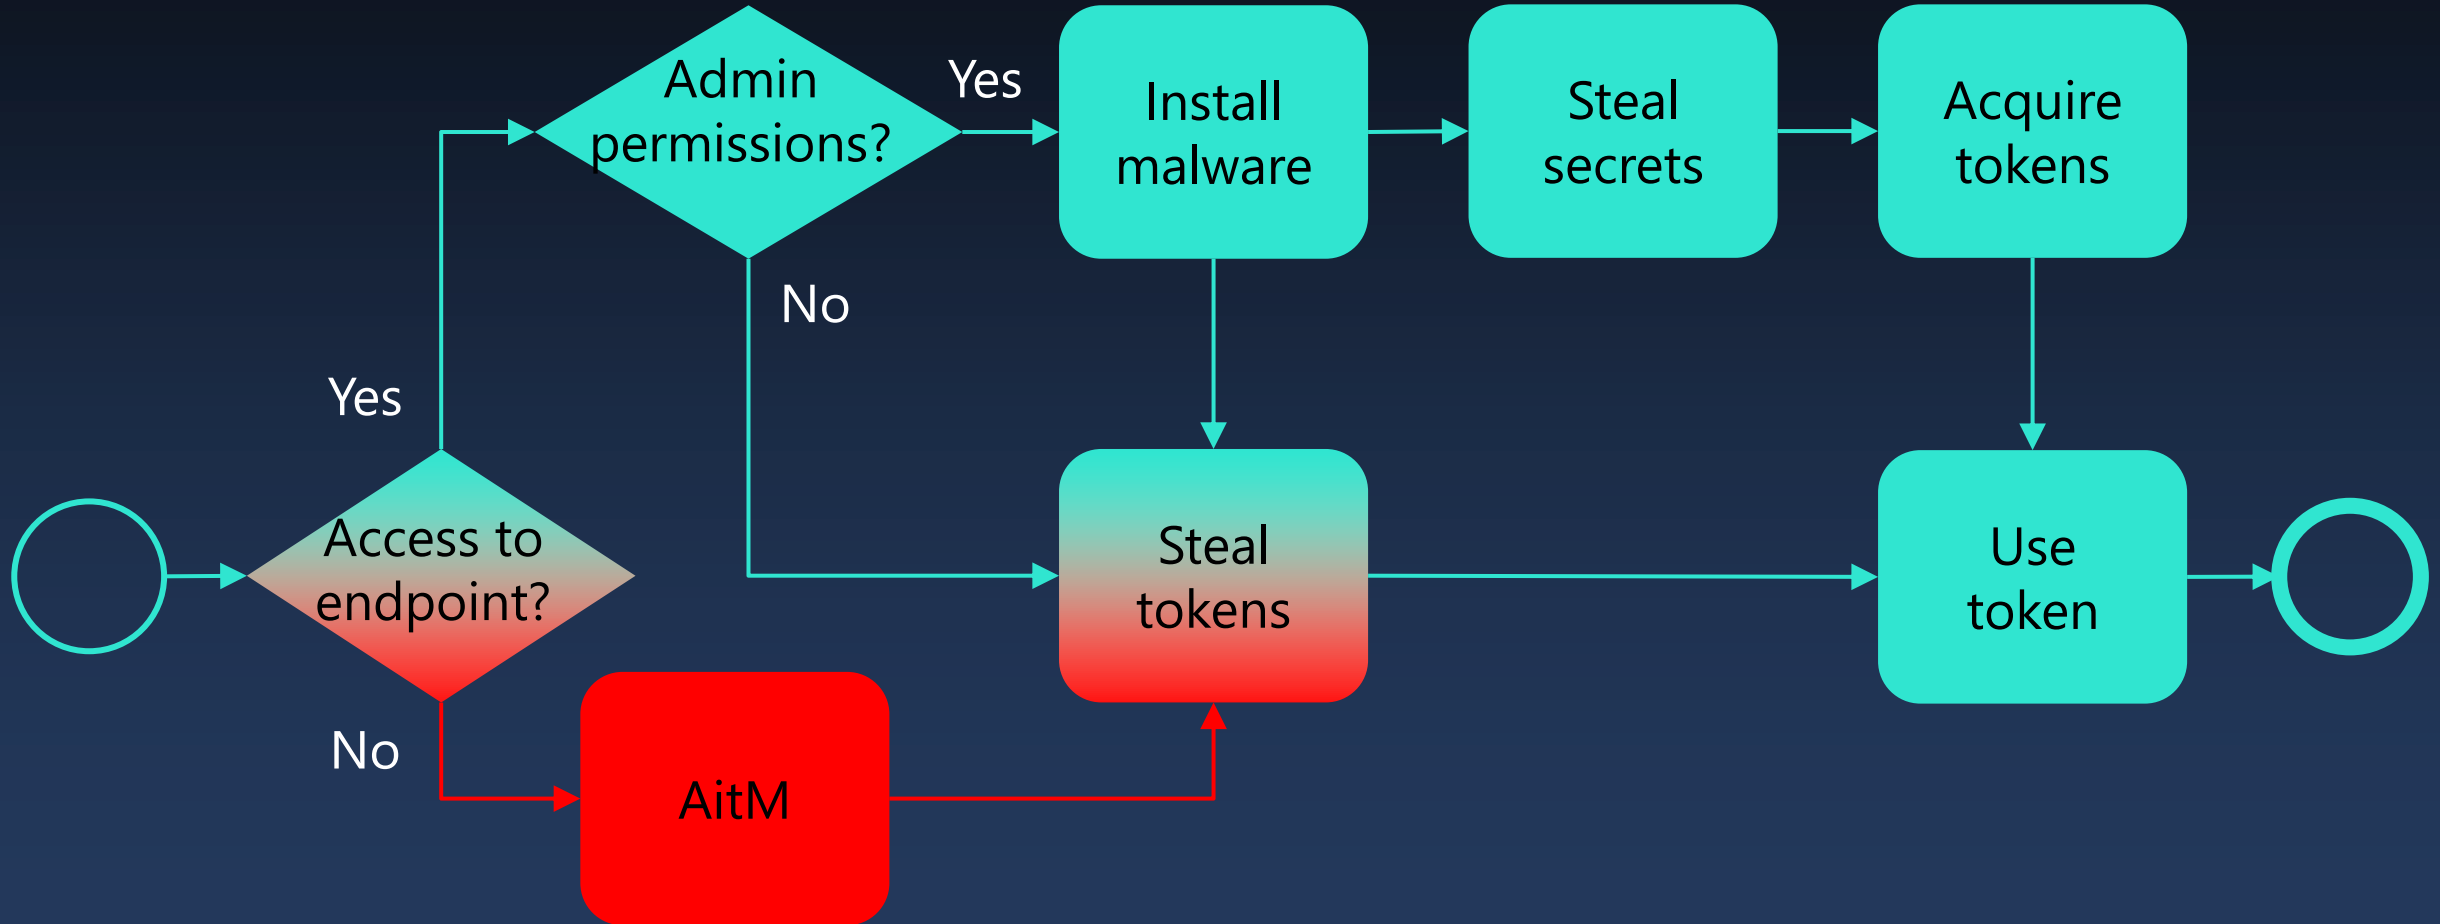 Admin
permissions?
Yes
Install
malware
Steal
secrets
Acquire
tokens
No
Yes
Access to
endpoint?
Steal
tokens
Use
token
No
AitM